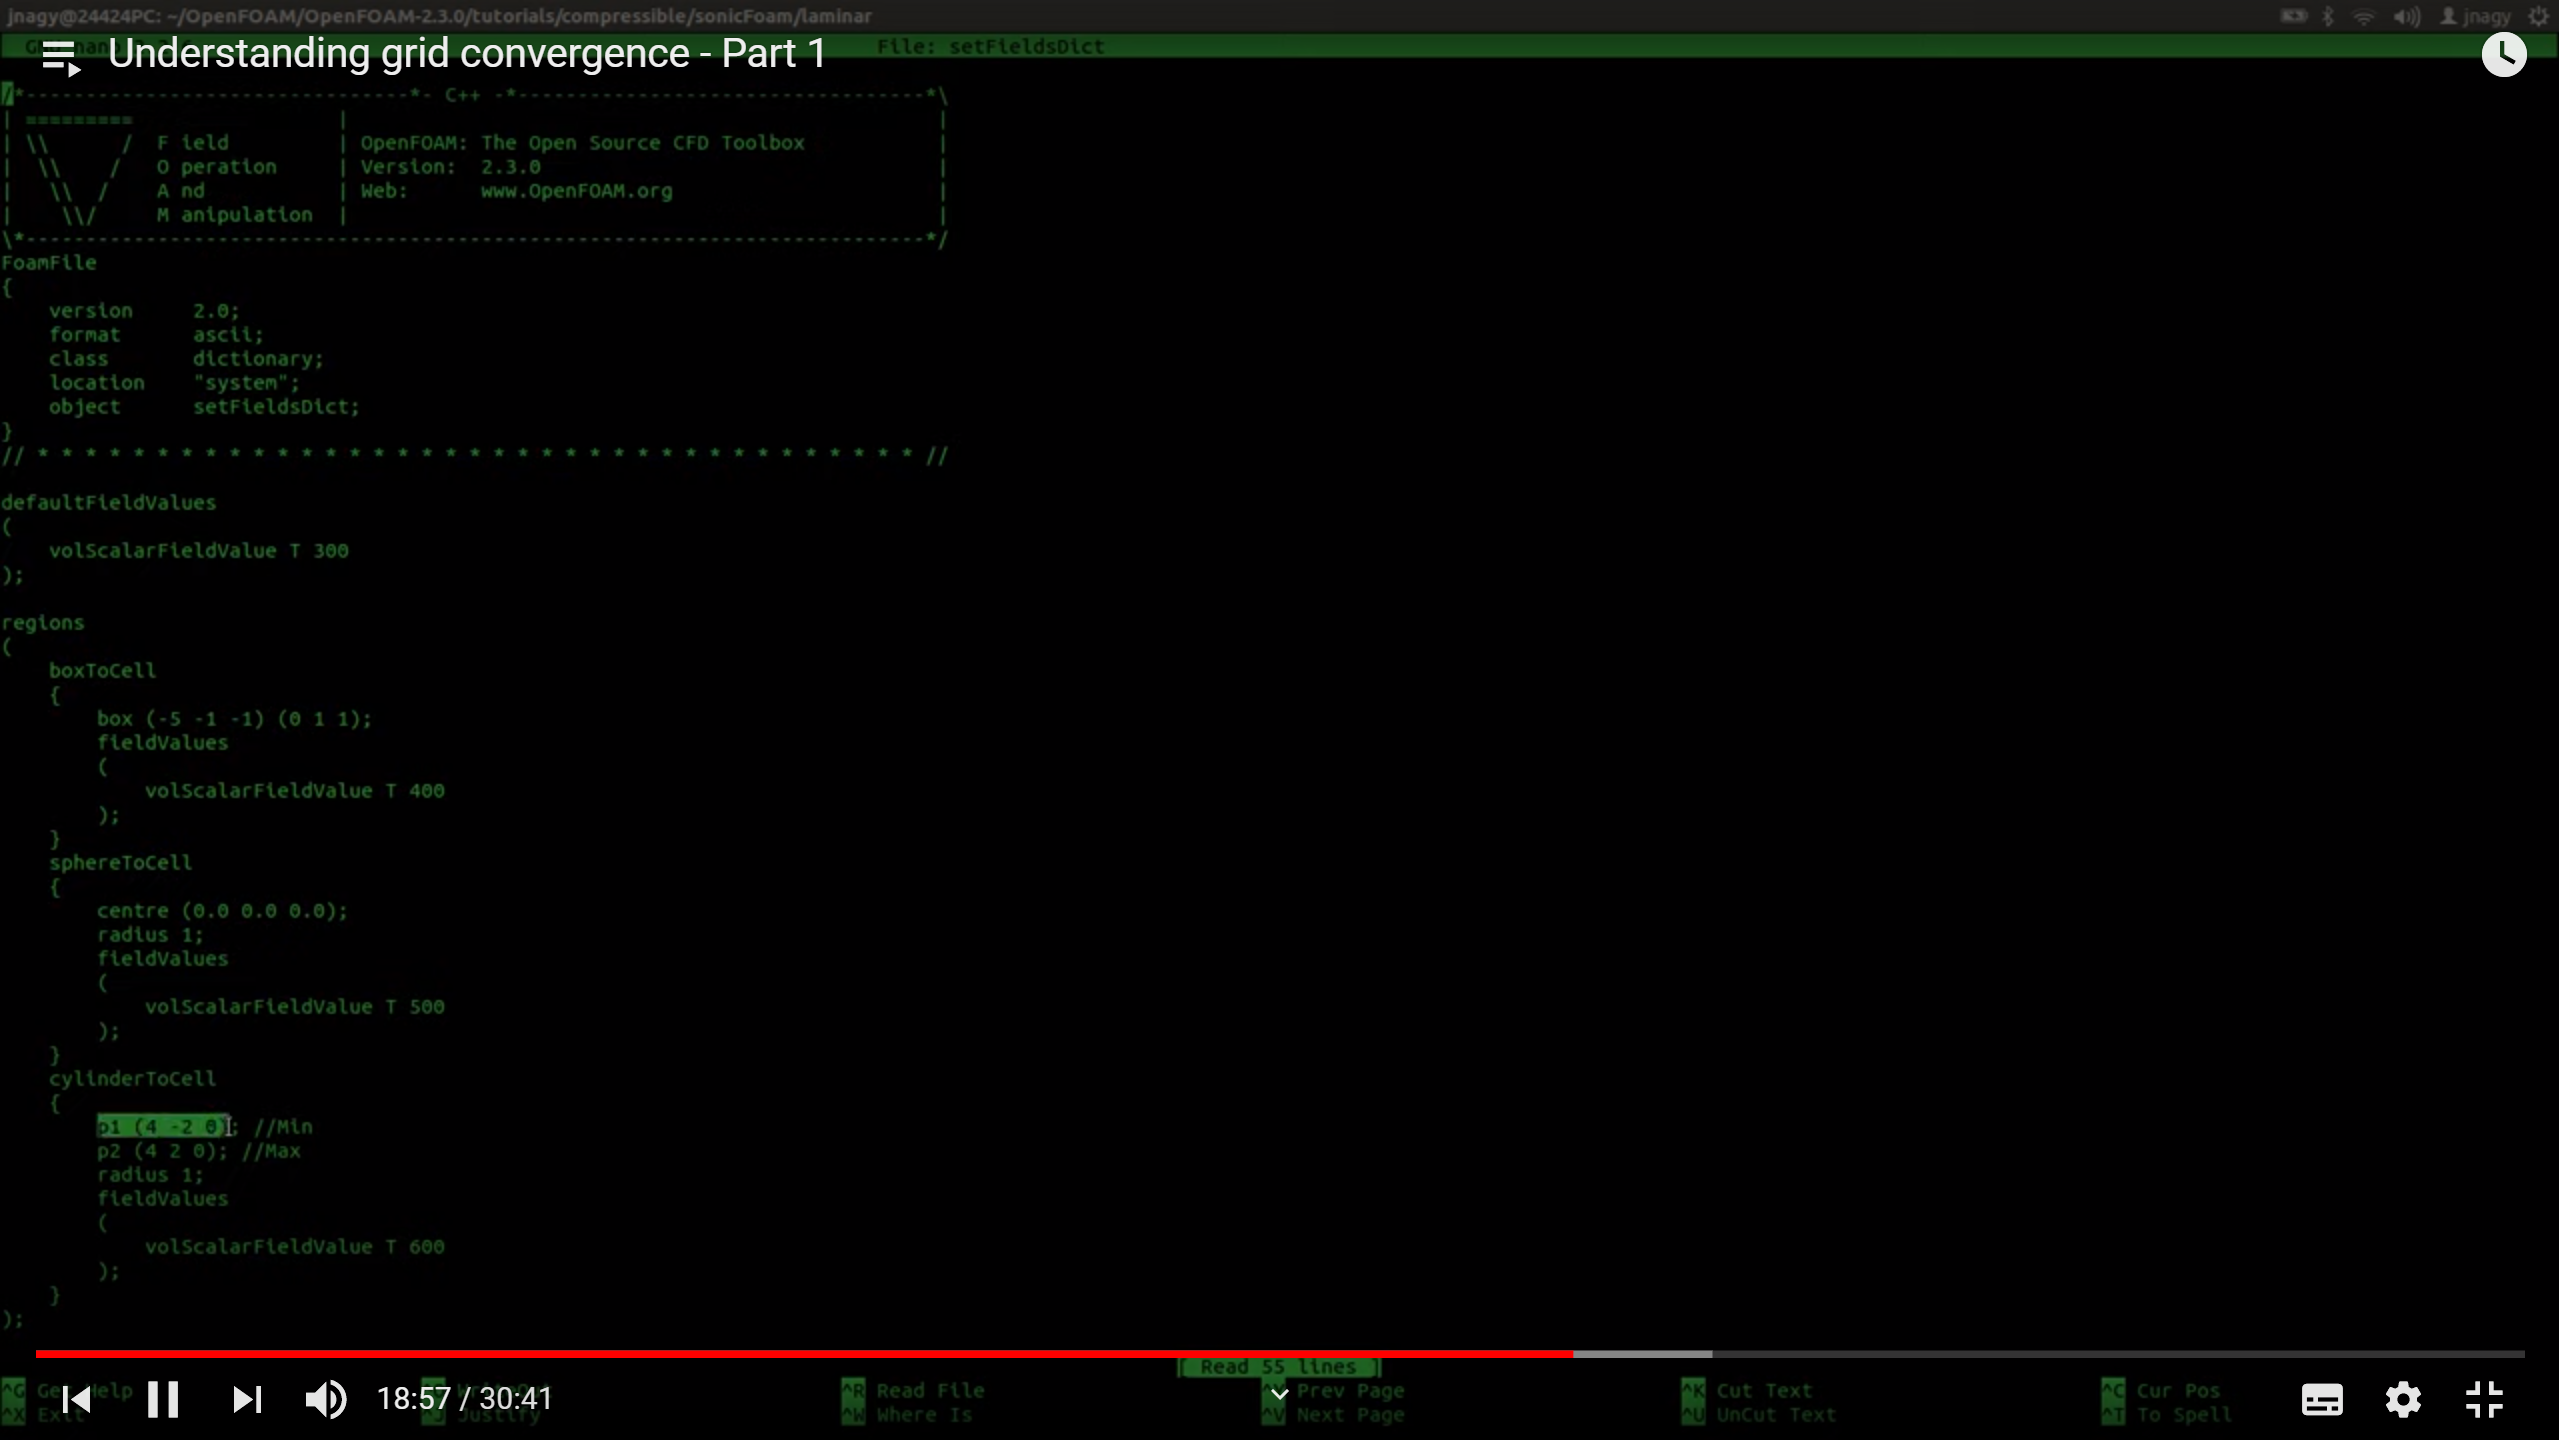 jnagy@24424PC: ~/OpenFOAM/OpenFOAM-2.3.0/tutorials/compressible/sonicFoam/laminar
jnagy
File: setFieldsDict
Understanding grid convergence - Part 1
/*---------------------------------*- C++ -*-----------------------------------*\
| =========                 |                                                 |
| \\      /  F ield         | OpenFOAM: The Open Source CFD Toolbox           |
|  \\    /   O peration     | Version:  2.3.0                                 |
|   \\  /    A nd           | Web:      www.OpenFOAM.org                      |
|    \\/     M anipulation  |                                                 |
\*---------------------------------------------------------------------------*/
FoamFile
{
    version     2.0;
    format      ascii;
    class       dictionary;
    location    "system";
    object      setFieldsDict;
}
// * * * * * * * * * * * * * * * * * * * * * * * * * * * * * * * * * * * * * //
defaultFieldValues
(
    volScalarFieldValue T 300
);
regions
(
    boxToCell
    {
        box (-5 -1 -1) (0 1 1);
        fieldValues
        (
            volScalarFieldValue T 400
        );
    }
    sphereToCell
    {
        centre (0.0 0.0 0.0);
        radius 1;
        fieldValues
        (
            volScalarFieldValue T 500
        );
    }
    cylinderToCell
    {
        p1 (4 -2 0); //Min
        p2 (4 2 0); //Max
        radius 1;
        fieldValues
        (
            volScalarFieldValue T 600
        );
    }
);
[ Read 55 lines ]
^G Get Help ^R Read File Prev Page ^K Cut Text ^C Cur Pos
^X Exit Justify ^W Where Is ^V Next Page ^U UnCut Text ^T To Spell
18:57 / 30:41